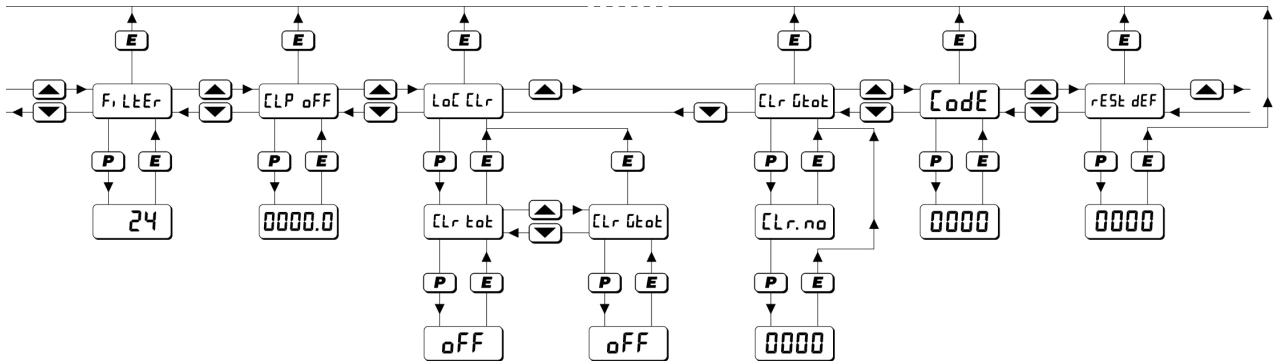 E E E E E E
FiLtEr CLP oFF LoC CLr CLr Gtot CodE rESt dEF
P E P E P E E P E P E P E
24 0000.0 CLr tot CLr Gtot CLr.no 0000 0000
P E P E P E
oFF oFF 0000